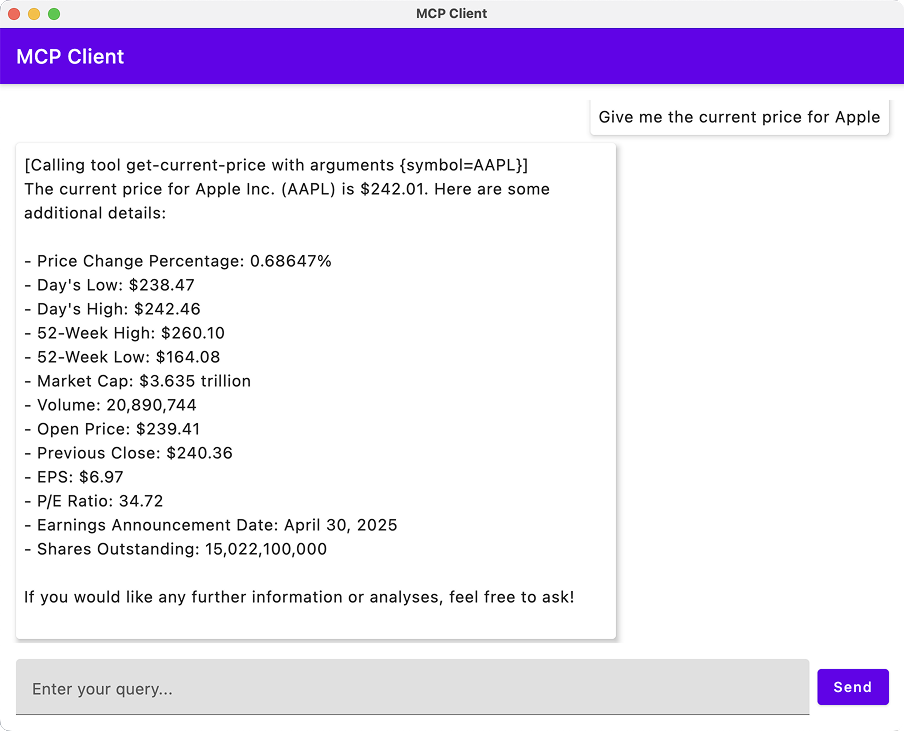 MCP Client
MCP Client
Give me the current price for Apple
[Calling tool get-current-price with arguments {symbol=AAPL}]
The current price for Apple Inc. (AAPL) is $242.01. Here are some
additional details:
- Price Change Percentage: 0.68647%
- Day's Low: $238.47
- Day's High: $242.46
- 52-Week High: $260.10
- 52-Week Low: $164.08
- Market Cap: $3.635 trillion
- Volume: 20,890,744
- Open Price: $239.41
- Previous Close: $240.36
- EPS: $6.97
- P/E Ratio: 34.72
- Earnings Announcement Date: April 30, 2025
- Shares Outstanding: 15,022,100,000
If you would like any further information or analyses, feel free to ask!
Enter your query...
Send